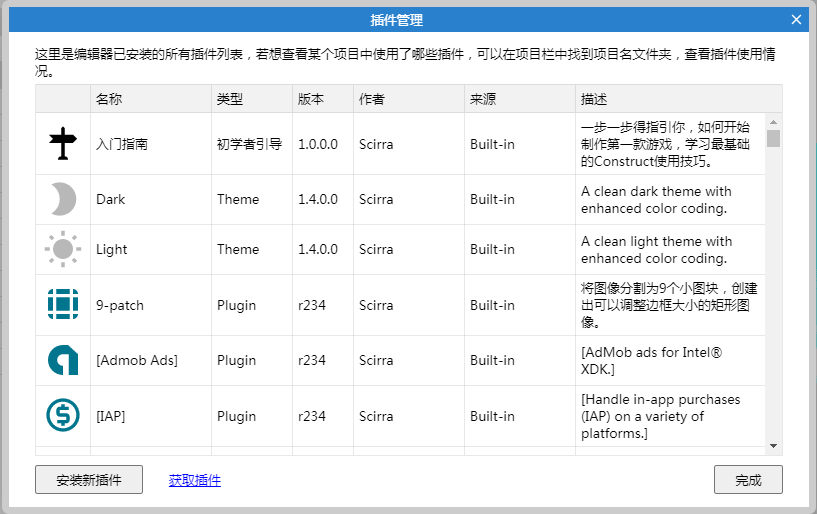 插件管理
这里是编辑器已安装的所有插件列表，若想查看某个项目中使用了哪些插件，可以在项目栏中找到项目名文件夹，查看插件使用情
况。
名称 类型 版本 作者 来源 描述
入门指南 初学者引导 1.0.0.0 Scirra Built-in 一步一步得指引你，如何开始
制作第一款游戏，学习最基础
的Construct使用技巧。
Dark Theme 1.4.0.0 Scirra Built-in A clean dark theme with
enhanced color coding.
Light Theme 1.4.0.0 Scirra Built-in A clean light theme with
enhanced color coding.
9-patch Plugin r234 Scirra Built-in 将图像分割为9个小图块，创建
出可以调整边框大小的矩形图
像。
[Admob Ads] Plugin r234 Scirra Built-in [AdMob ads for Intel®
XDK.]
[IAP] Plugin r234 Scirra Built-in [Handle in-app purchases
(IAP) on a variety of
platforms.]
安装新插件 获取插件 完成